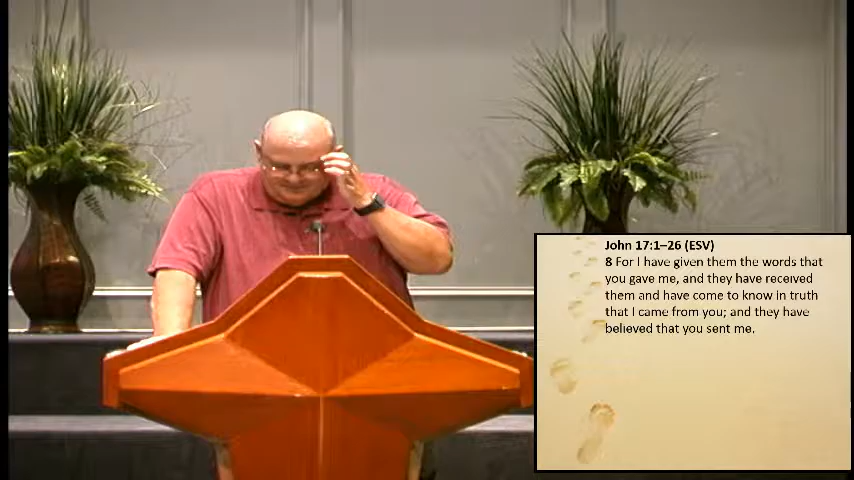 John 17:1–26 (ESV)
8 For I have given them the words that
you gave me, and they have received
them and have come to know in truth
that I came from you; and they have
believed that you sent me.